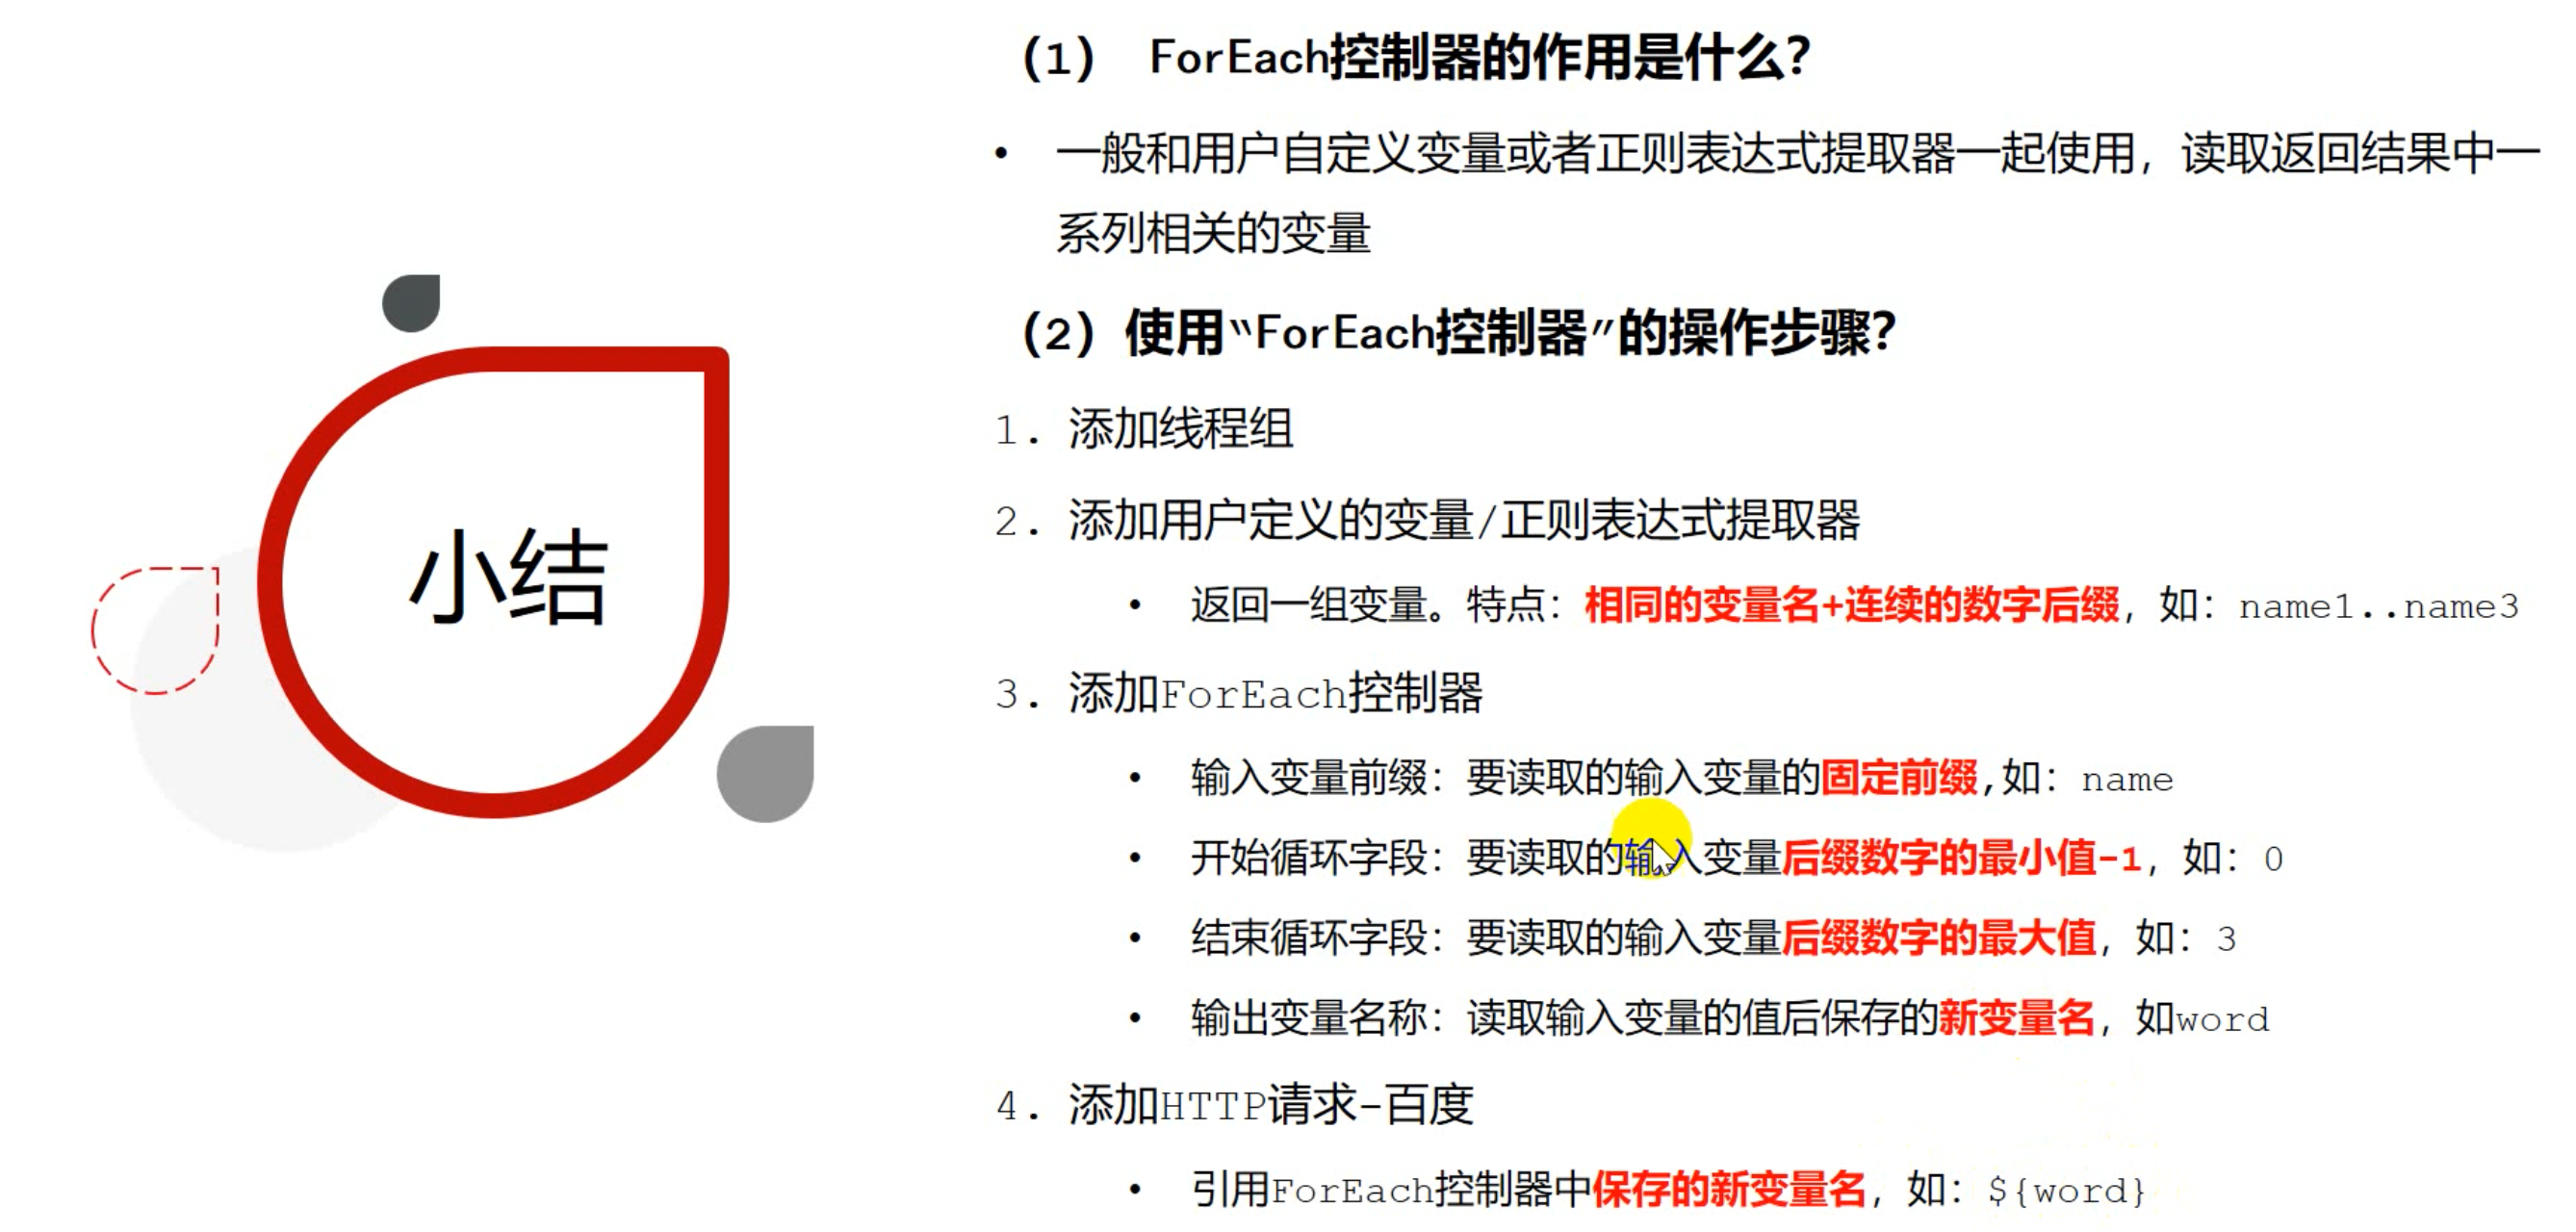 小结
（1） ForEach控制器的作用是什么？
• 一般和用户自定义变量或者正则表达式提取器一起使用，读取返回结果中一
系列相关的变量
（2）使用“ForEach控制器”的操作步骤？
1. 添加线程组
2. 添加用户定义的变量/正则表达式提取器
• 返回一组变量。特点：相同的变量名+连续的数字后缀，如：name1..name3
3. 添加ForEach控制器
• 输入变量前缀：要读取的输入变量的固定前缀,如：name
• 开始循环字段：要读取的输入变量后缀数字的最小值-1，如：0
• 结束循环字段：要读取的输入变量后缀数字的最大值，如：3
• 输出变量名称：读取输入变量的值后保存的新变量名，如word
4. 添加HTTP请求-百度
• 引用ForEach控制器中保存的新变量名，如：${word}